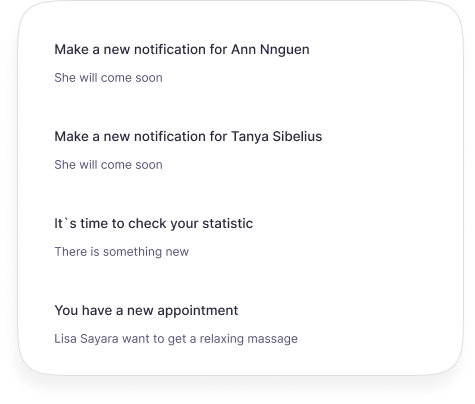 Make a new notification for Ann Nnguen
She will come soon
Make a new notification for Tanya Sibelius
She will come soon
It`s time to check your statistic
There is something new
You have a new appointment
Lisa Sayara want to get a relaxing massage